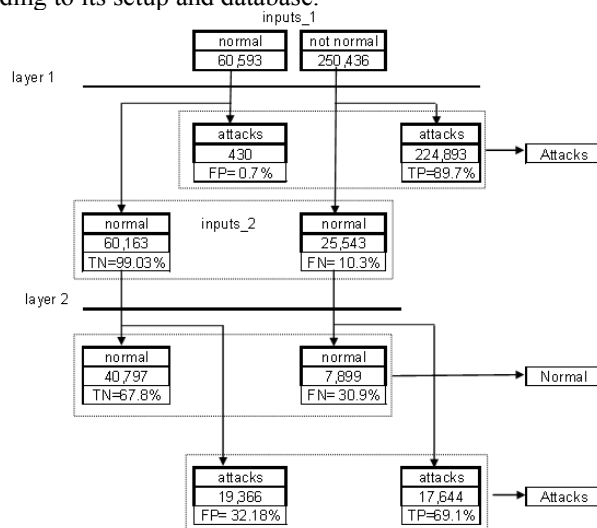 ding to its setup and database.
inputs_1
normal
not normal
60,593
250,436
layer 1
attacks
attacks
430
224,893
Attacks
FP= 0.7%
TP=89.7%
normal
inputs_2
normal
60,163
25,543
TN=99.03%
FN= 10.3%
layer 2
normal
normal
40,797
7,899
Normal
TN=67.8%
FN= 30.9%
attacks
attacks
19,366
17,644
Attacks
FP= 32.18%
TP=69.1%